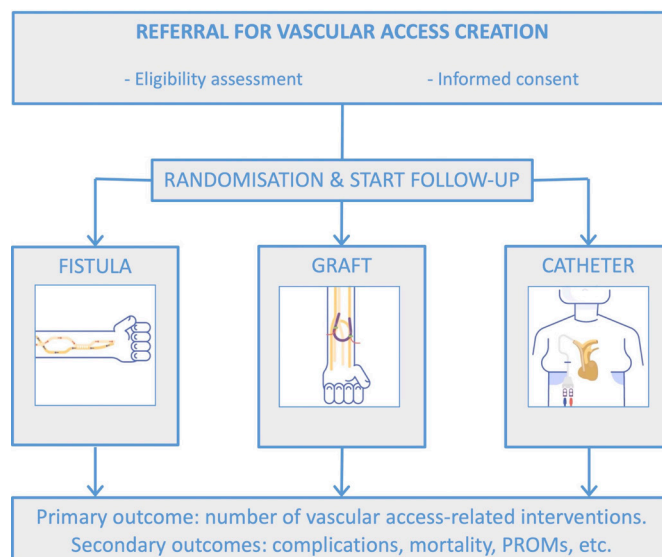 REFERRAL FOR VASCULAR ACCESS CREATION
- Eligibility assessment - Informed consent
RANDOMISATION & START FOLLOW-UP
FISTULA GRAFT CATHETER
Primary outcome: number of vascular access-related interventions.
Secondary outcomes: complications, mortality, PROMs, etc.